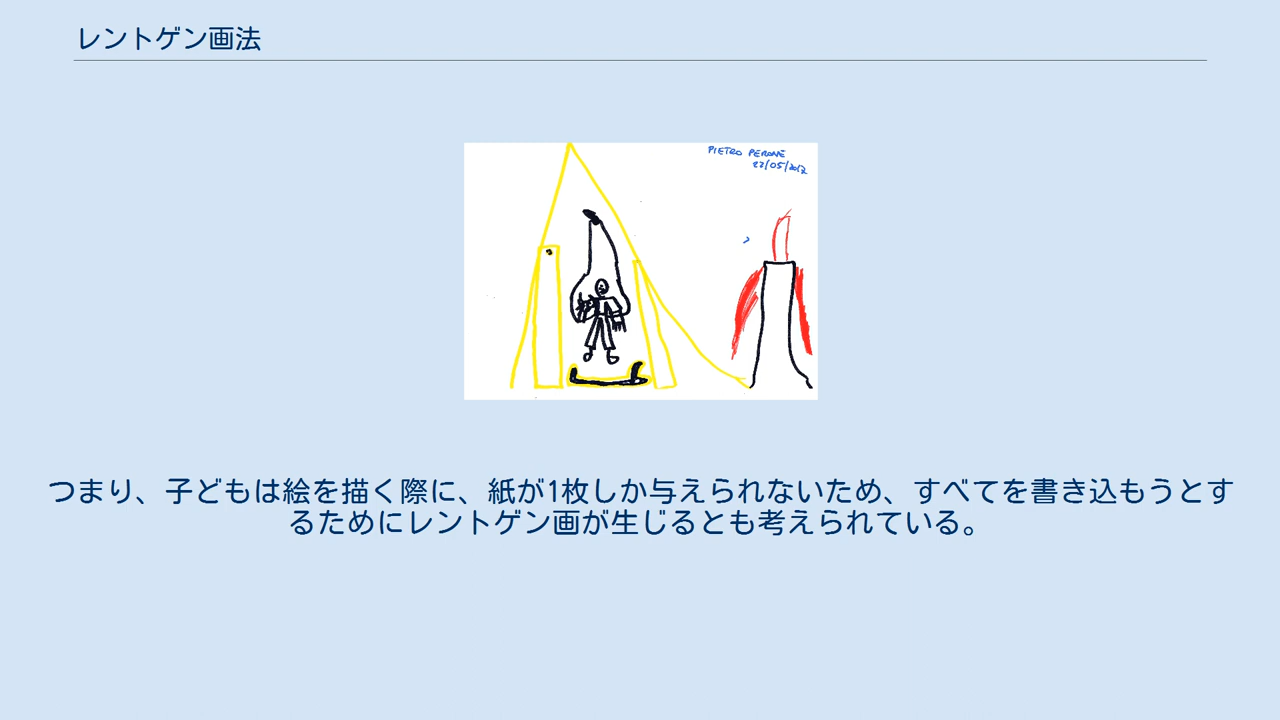 レントゲン画法
PIETRO PERONE
22/05/2012
つまり、子どもは絵を描く際に、紙が1枚しか与えられないため、すべてを書き込もうとす
るためにレントゲン画が生じるとも考えられている。